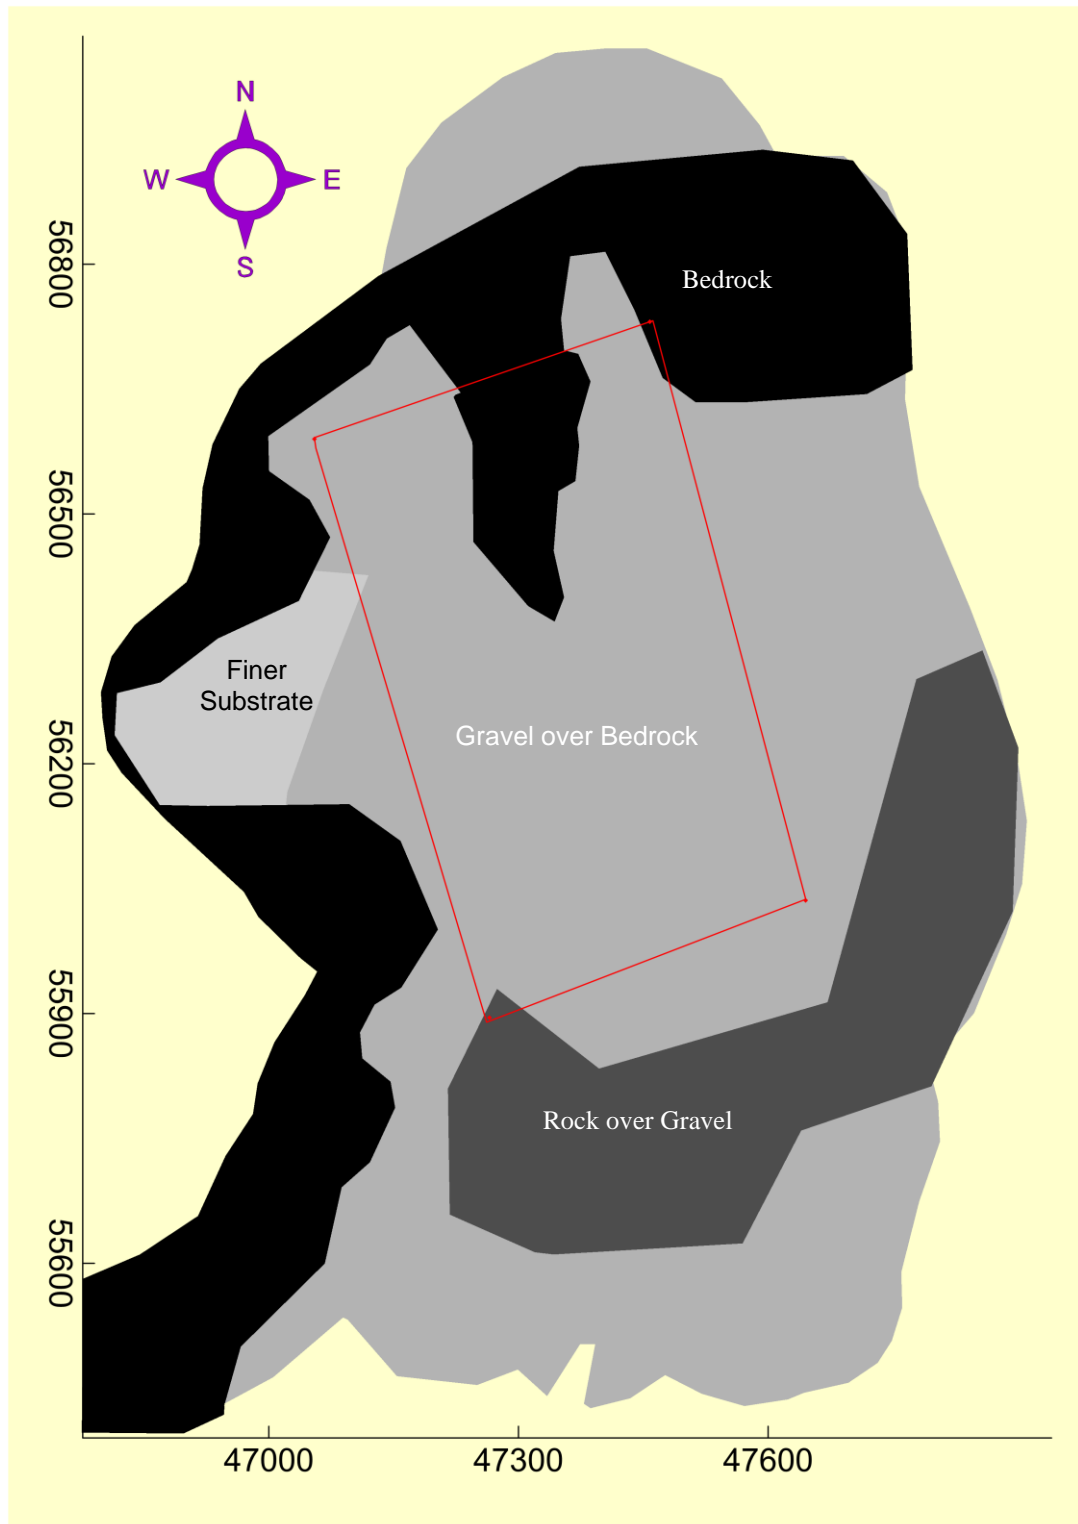 N
W
E
S
56800
Bedrock
56500
Finer
Substrate
Gravel over Bedrock
56200
55900
Rock over Gravel
55600
47000
47300
47600